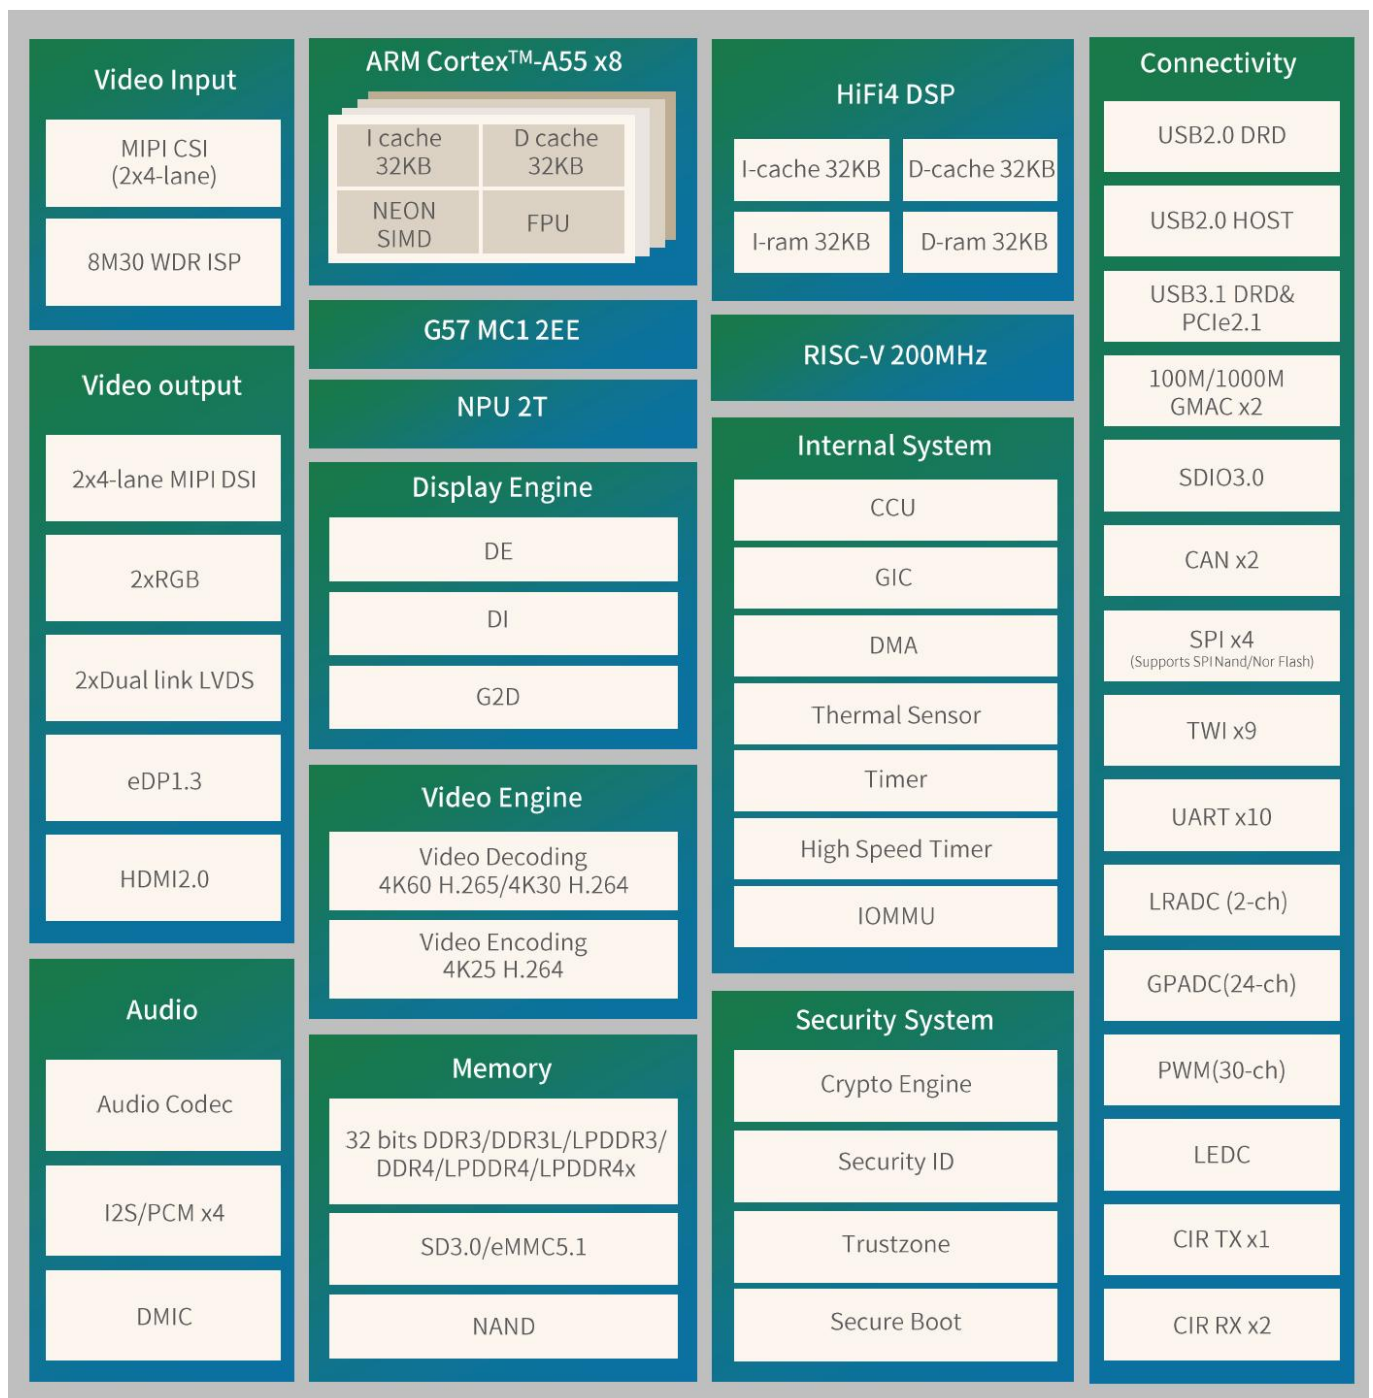 Video Input
MIPI CSI
(2x4-lane)
8M30 WDR ISP
Video output
2x4-lane MIPI DSI
2xRGB
2xDual link LVDS
eDP1.3
HDMI2.0
Audio
Audio Codec
I2S/PCM x4
DMIC
ARM Cortex™-A55 x8
I cache
32KB
D cache
32KB
NEON
SIMD
FPU
G57 MC1 2EE
NPU 2T
Display Engine
DE
DI
G2D
Video Engine
Video Decoding
4K60 H.265/4K30 H.264
Video Encoding
4K25 H.264
Memory
32 bits DDR3/DDR3L/LPDDR3/
DDR4/LPDDR4/LPDDR4x
SD3.0/eMMC5.1
NAND
HiFi4 DSP
I-cache 32KB
D-cache 32KB
I-ram 32KB
D-ram 32KB
RISC-V 200MHz
Internal System
CCU
GIC
DMA
Thermal Sensor
Timer
High Speed Timer
IOMMU
Security System
Crypto Engine
Security ID
Trustzone
Secure Boot
Connectivity
USB2.0 DRD
USB2.0 HOST
USB3.1 DRD&
PCIe2.1
100M/1000M
GMAC x2
SDIO3.0
CAN x2
SPI x4
(Supports SPI Nand/Nor Flash)
TWI x9
UART x10
LRADC (2-ch)
GPADC(24-ch)
PWM(30-ch)
LEDC
CIR TX x1
CIR RX x2